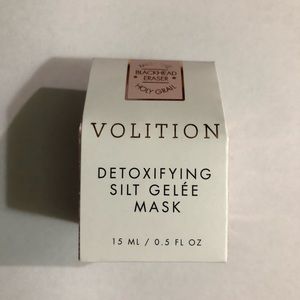 BLACKHEAD
ERASER
HOLY GRAIL
VOLITION
DETOXIFYING
SILT GELÉE
MASK
15 ML / 0.5 FL OZ